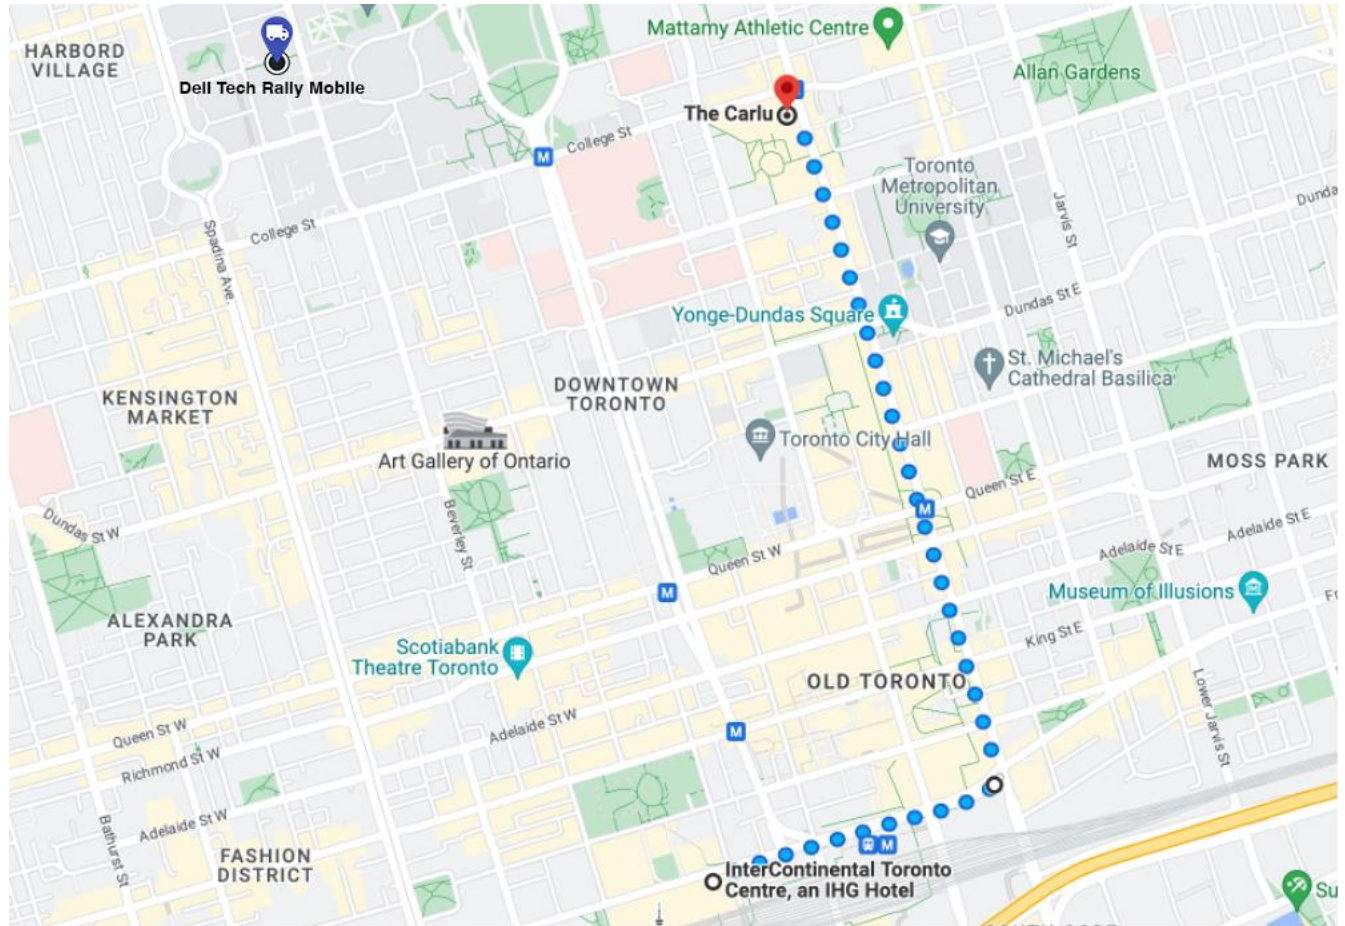 HARBORD
VILLAGE
Dell Tech Rally Mobile
Mattamy Athletic Centre
Allan Gardens
The Carlu
M
College St
Toronto
Metropolitan
University
Jarvis St
Dunda
College St
Spadina Ave
Dundas St E
Yonge-Dundas Square
St. Michael's
Cathedral Basilica
KENSINGTON
MARKET
DOWNTOWN
TORONTO
Toronto City Hall
Art Gallery of Ontario
MOSS PARK
Queen St E
Dundas St W
Beverley St
M
Adelaide St E
Adelaide St E
Queen St W
M
Museum of Illusions
Fr
ALEXANDRA
PARK
King St E
Scotiabank
Theatre Toronto
OLD TORONTO
Lower Jarvis St
Queen St W
Adelaide St W
M
Richmond St W
Adelaide St W
Bathurst St
FASHION
DISTRICT
M
InterContinental Toronto
Centre, an IHG Hotel
Su